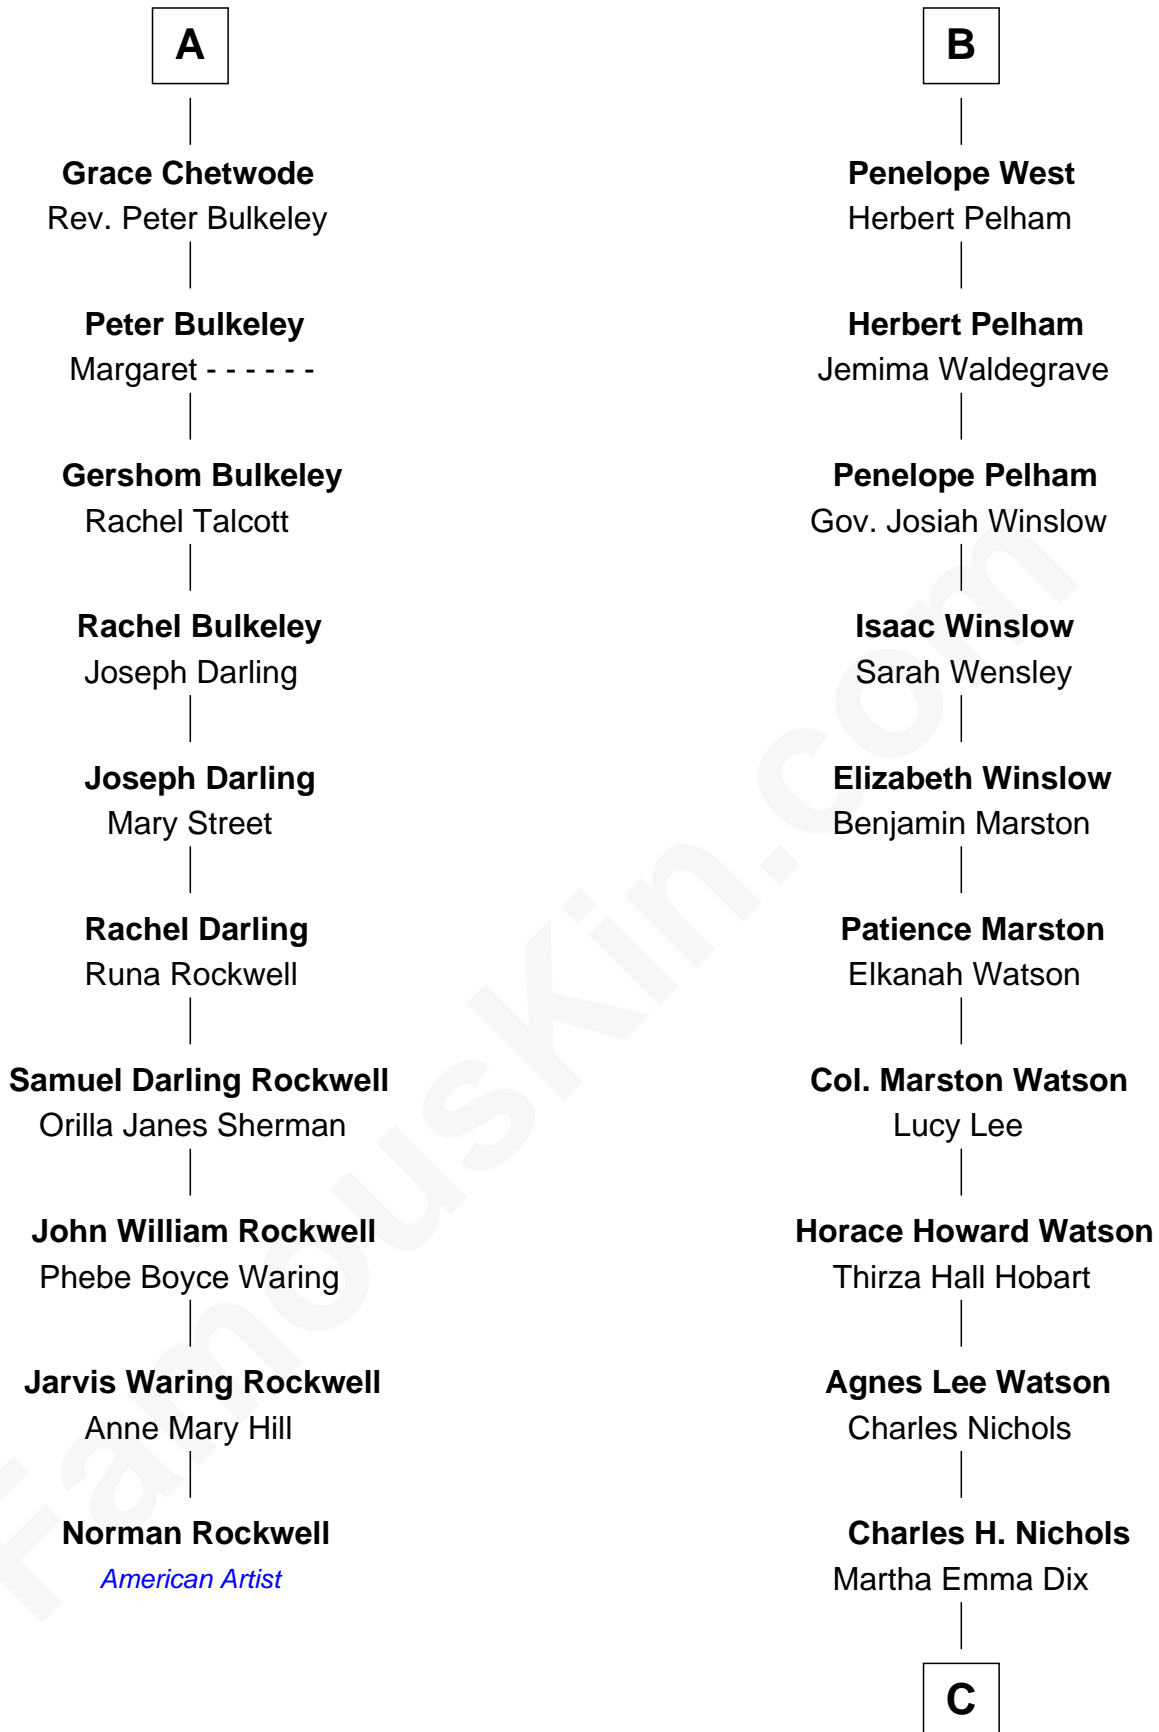 A
Grace Chetwode
Rev. Peter Bulkeley
Peter Bulkeley
Margaret - - - - - -
Gershom Bulkeley
Rachel Talcott
Rachel Bulkeley
Joseph Darling
Joseph Darling
Mary Street
Rachel Darling
Runa Rockwell
Samuel Darling Rockwell
Orilla Janes Sherman
John William Rockwell
Phebe Boyce Waring
Jarvis Waring Rockwell
Anne Mary Hill
Norman Rockwell
American Artist
B
Penelope West
Herbert Pelham
Herbert Pelham
Jemima Waldegrave
Penelope Pelham
Gov. Josiah Winslow
Isaac Winslow
Sarah Wensley
Elizabeth Winslow
Benjamin Marston
Patience Marston
Elkanah Watson
Col. Marston Watson
Lucy Lee
Horace Howard Watson
Thirza Hall Hobart
Agnes Lee Watson
Charles Nichols
Charles H. Nichols
Martha Emma Dix
C
FamousKin.com